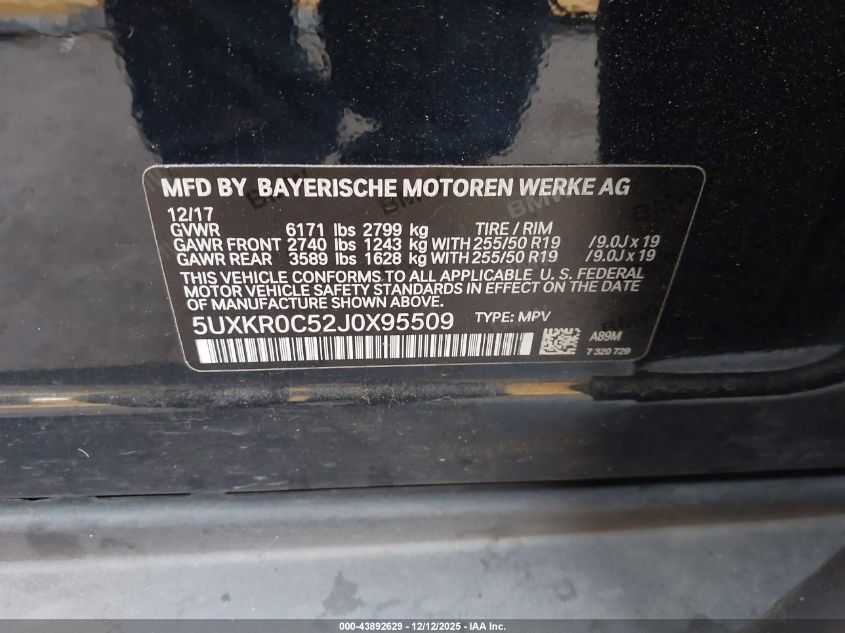 MFD BY BAYERISCHE MOTOREN WERKE AG
12/17
GVWR 6171 lbs 2799 kg TIRE / RIM
GAWR FRONT 2740 lbs 1243 kg WITH 255/50 R19 /9.0J x 19
GAWR REAR 3589 lbs 1628 kg WITH 255/50 R19 /9.0J x 19
THIS VEHICLE CONFORMS TO ALL APPLICABLE U. S. FEDERAL
MOTOR VEHICLE SAFETY STANDARDS IN EFFECT ON THE DATE
OF MANUFACTURE SHOWN ABOVE.
5UXKR0C52J0X95509 TYPE: MPV
A89M
7 320 729
000-43892629 - 12/12/2025 - IAA Inc.